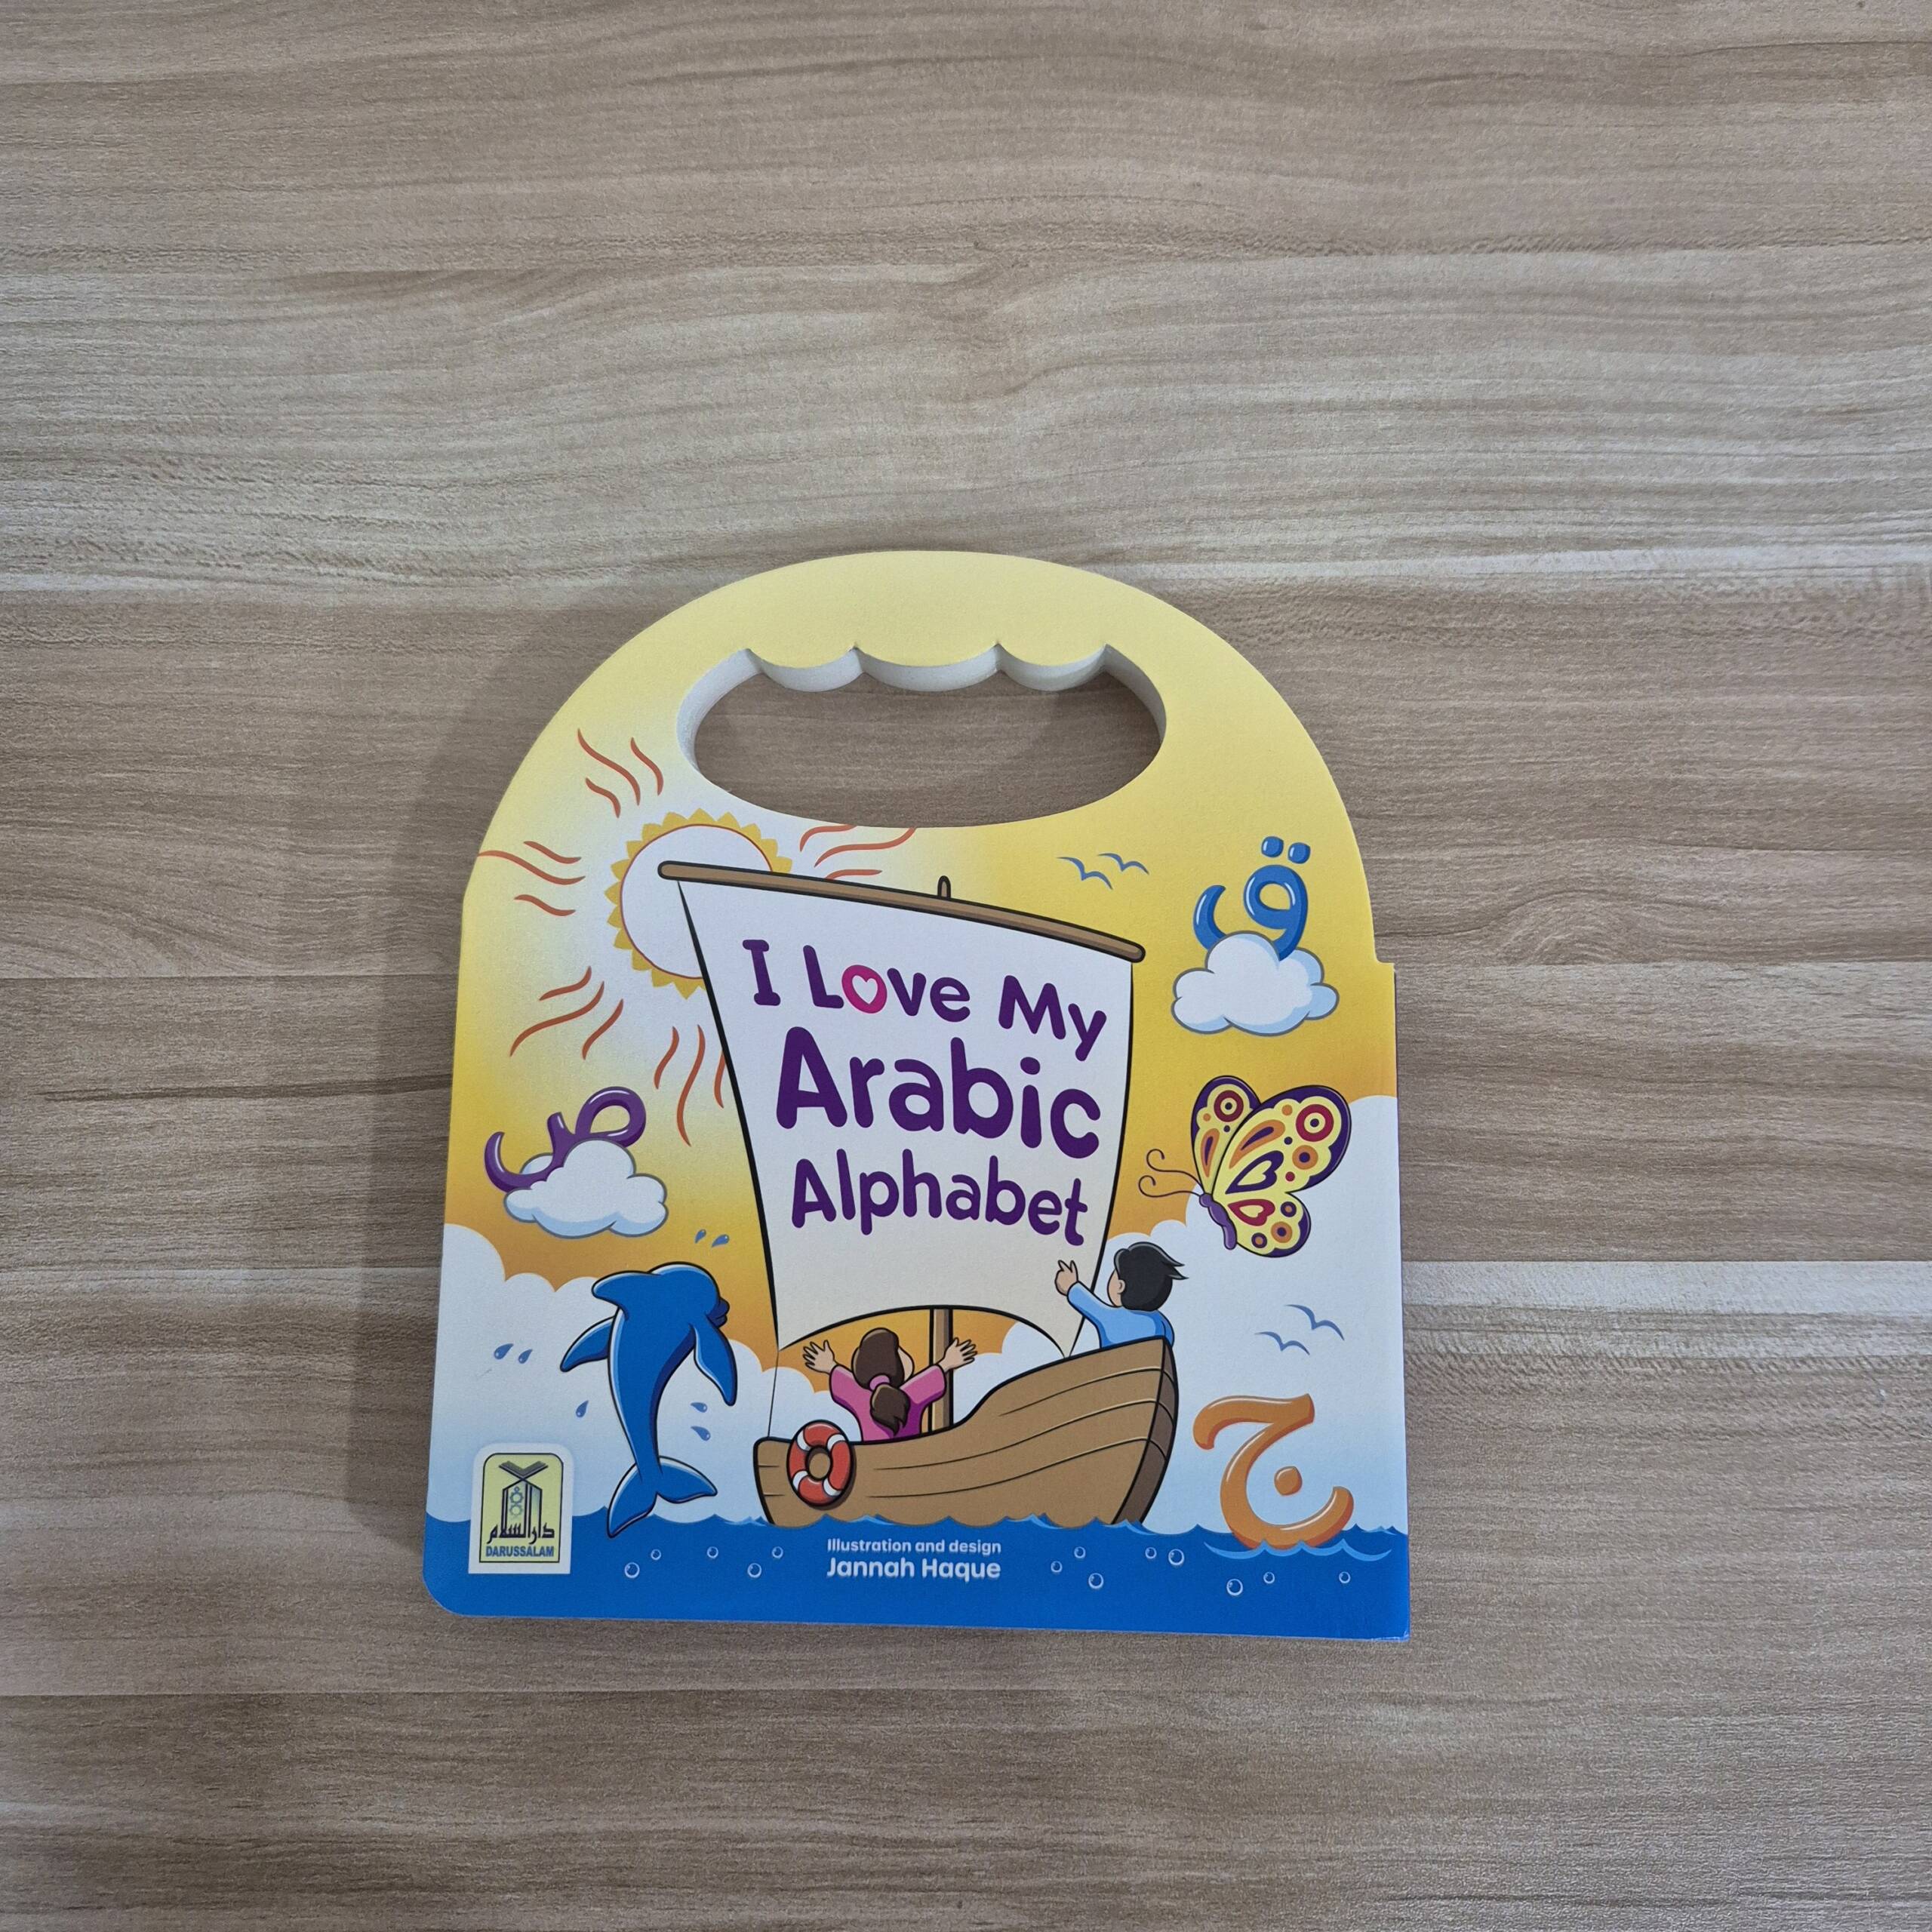 ق
I Love My
Arabic
Alphabet
ص
ج
دار السلام
DARUSSALAM
Illustration and design
Jannah Haque